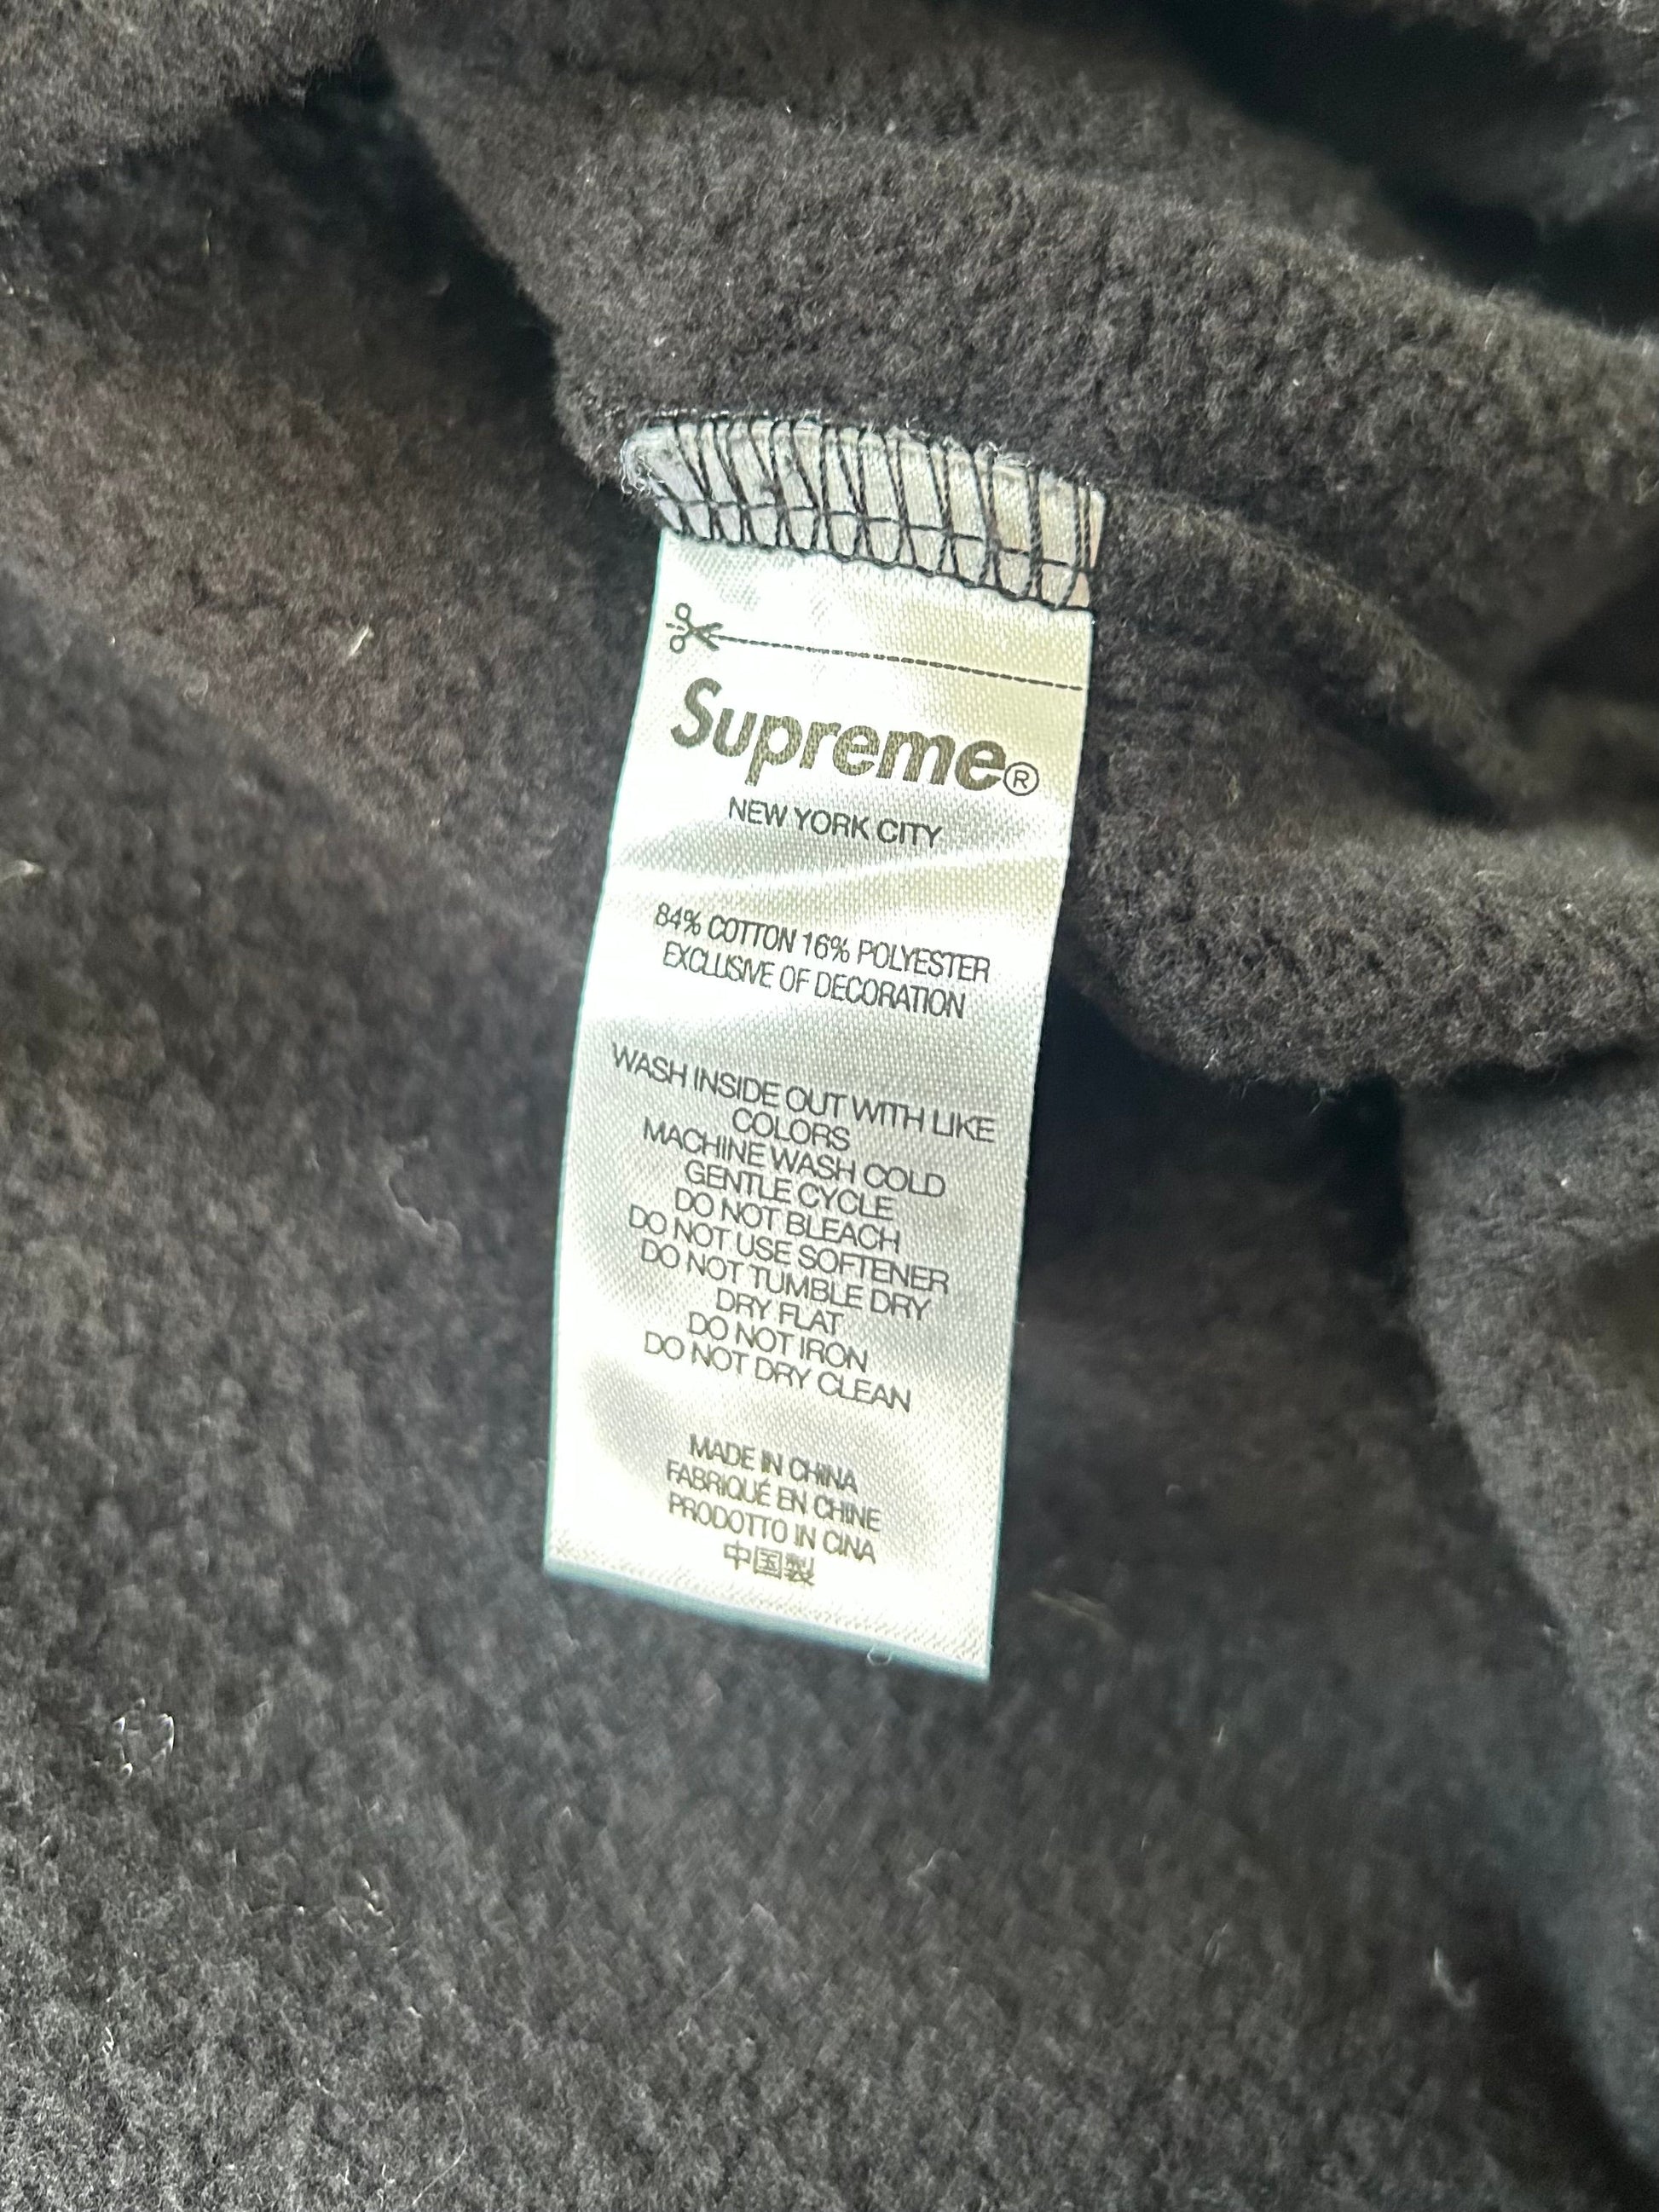 Supreme®
NEW YORK CITY
84% COTTON 16% POLYESTER
EXCLUSIVE OF DECORATION
WASH INSIDE OUT WITH LIKE
COLORS
MACHINE WASH COLD
GENTLE CYCLE
DO NOT BLEACH
DO NOT USE SOFTENER
DO NOT TUMBLE DRY
DRY FLAT
DO NOT IRON
DO NOT DRY CLEAN
MADE IN CHINA
FABRIQUÉ EN CHINE
PRODOTTO IN CINA
中国製